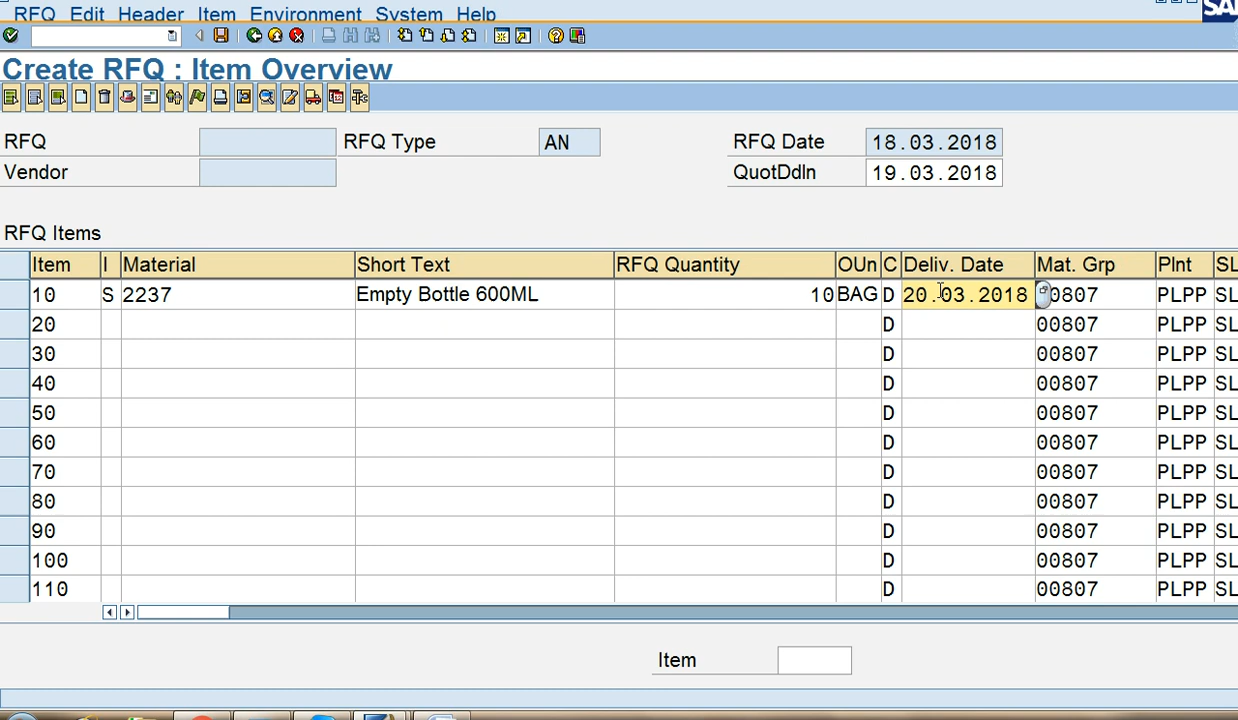 RFQ Edit Header Item Environment System Help
SA
Create RFQ : Item Overview
RFQ RFQ Type AN RFQ Date 18.03.2018
Vendor QuotDdln 19.03.2018
RFQ Items
Item I Material Short Text RFQ Quantity OUn C Deliv. Date Mat. Grp Plnt SL
10 S 2237 Empty Bottle 600ML 10 BAG D 20.03.2018 00807 PLPP SL
20 D 00807 PLPP SL
30 D 00807 PLPP SL
40 D 00807 PLPP SL
50 D 00807 PLPP SL
60 D 00807 PLPP SL
70 D 00807 PLPP SL
80 D 00807 PLPP SL
90 D 00807 PLPP SL
100 D 00807 PLPP SL
110 D 00807 PLPP SL
Item